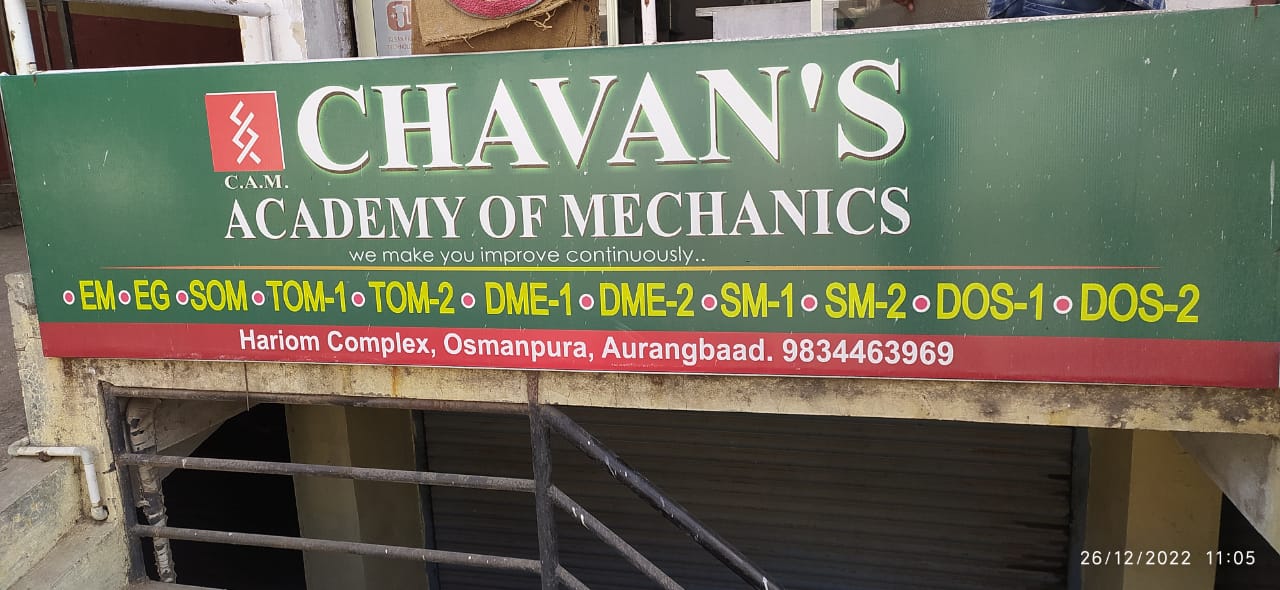 CHAVAN'S
C.A.M.
ACADEMY OF MECHANICS
we make you improve continuously..
• EM • EG • SOM • TOM-1 • TOM-2 • DME-1 • DME-2 • SM-1 • SM-2 • DOS-1 • DOS-2
Hariom Complex, Osmanpura, Aurangbaad. 9834463969
26/12/2022 11:05